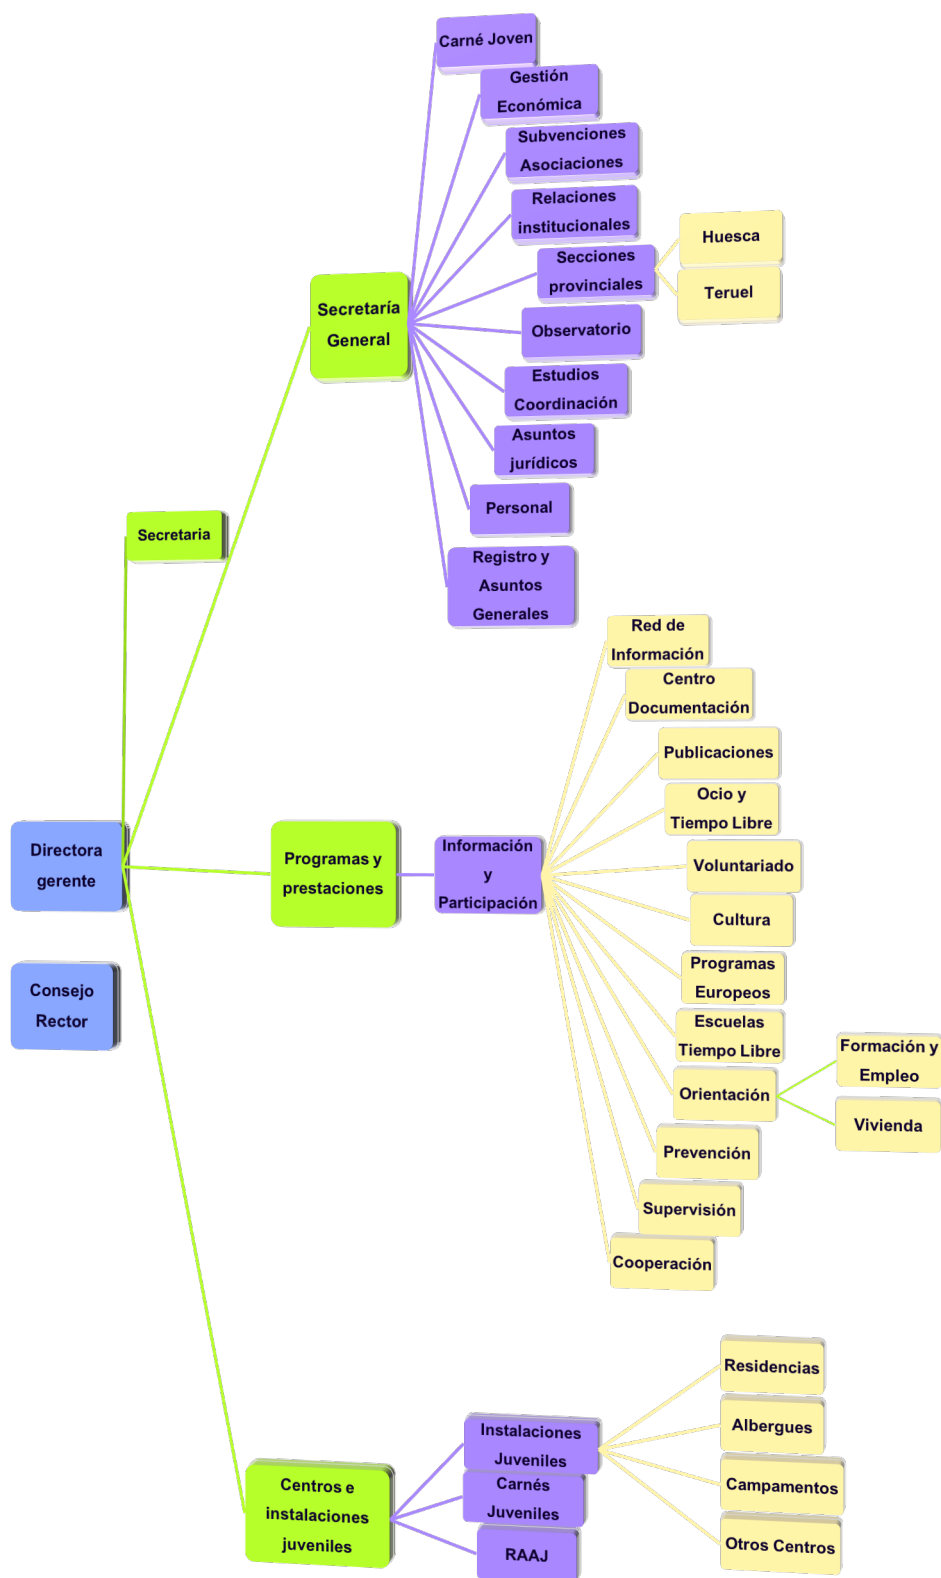 Carné Joven
Gestión
Económica
Subvenciones
Asociaciones
Relaciones
institucionales
Secciones
provinciales
Huesca
Teruel
Secretaría
General
Observatorio
Estudios
Coordinación
Asuntos
jurídicos
Personal
Registro y
Asuntos
Generales
Secretaria
Directora
gerente
Consejo
Rector
Programas y
prestaciones
Información
y
Participación
Red de
Información
Centro
Documentación
Publicaciones
Ocio y
Tiempo Libre
Voluntariado
Cultura
Programas
Europeos
Escuelas
Tiempo Libre
Orientación
Formación y
Empleo
Vivienda
Prevención
Supervisión
Cooperación
Centros e
instalaciones
juveniles
Instalaciones
Juveniles
Carnés
Juveniles
RAAJ
Residencias
Albergues
Campamentos
Otros Centros